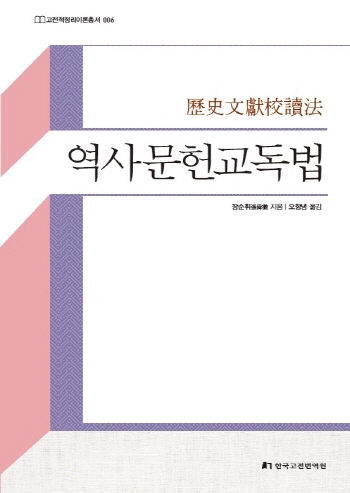 고전적정리이론총서 006
歷史文獻校讀法
역사문헌교독법
장순휘張舜徽 지음 | 오항녕 옮김
한국고전번역원